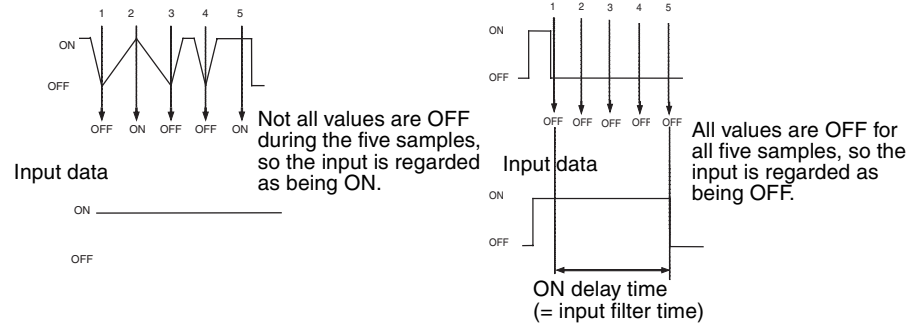 1 2 3 4 5
ON
OFF
OFF ON OFF OFF ON
Not all values are OFF
during the five samples,
so the input is regarded
as being ON.
Input data
ON
OFF
1 2 3 4 5
ON
OFF
OFF OFF OFF OFF OFF
All values are OFF for
all five samples, so the
input is regarded as
being OFF.
Input data
ON
OFF
ON delay time
(= input filter time)